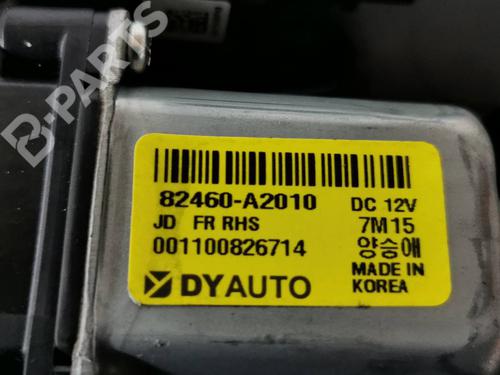 B-PARTS
82460-A2010 DC 12V
JD FR RHS 7M15
001100826714 양승애
DYAUTO MADE IN
KOREA